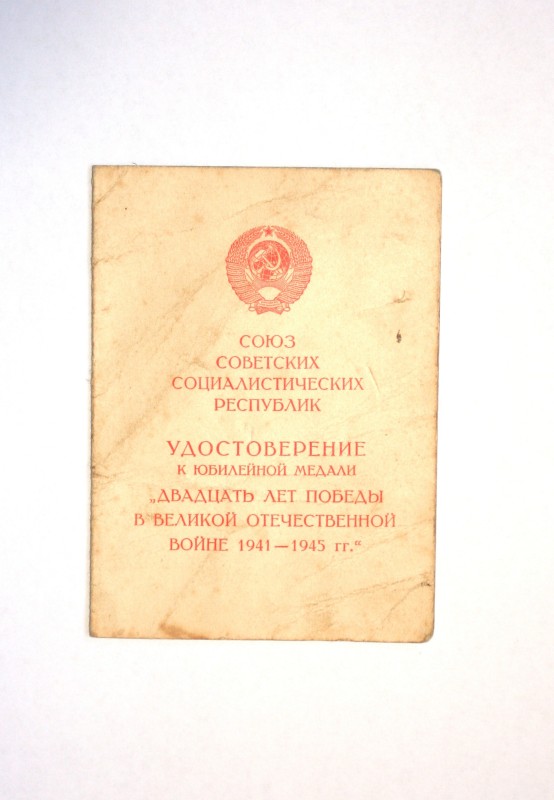 СОЮЗ
СОВЕТСКИХ
СОЦИАЛИСТИЧЕСКИХ
РЕСПУБЛИК
УДОСТОВЕРЕНИЕ
К ЮБИЛЕЙНОЙ МЕДАЛИ
„ДВАДЦАТЬ ЛЕТ ПОБЕДЫ
В ВЕЛИКОЙ ОТЕЧЕСТВЕННОЙ
ВОЙНЕ 1941—1945 гг.“